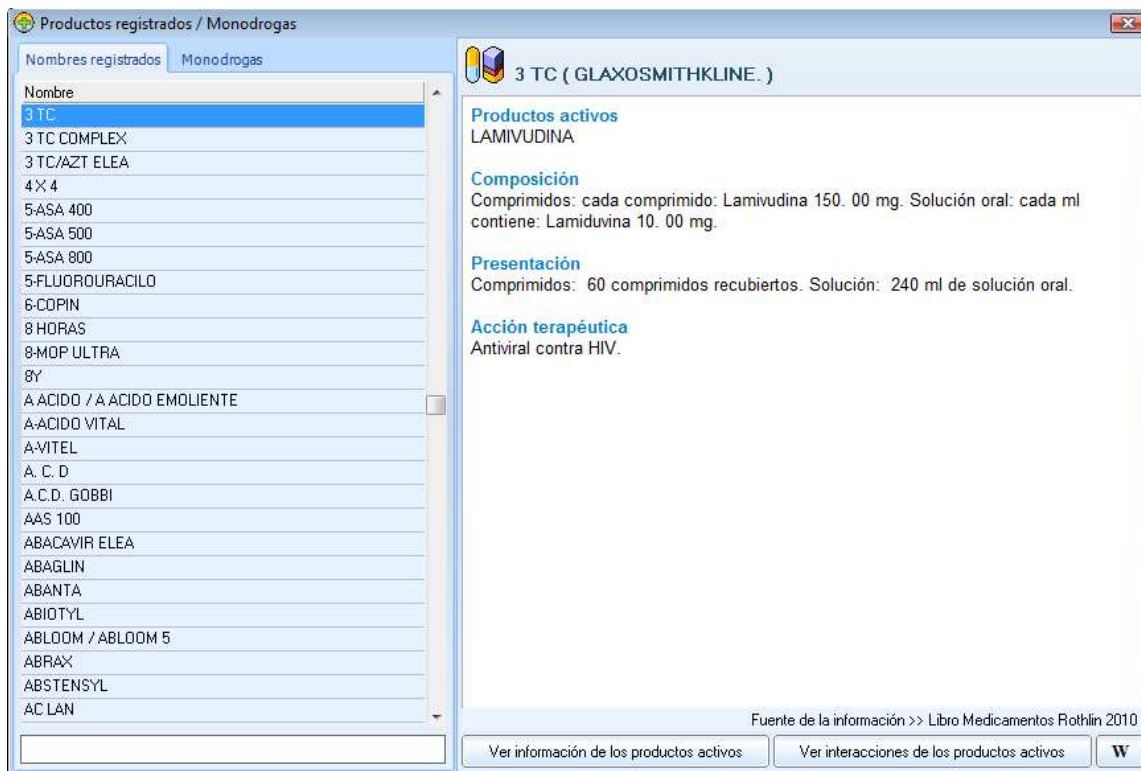 Productos registrados / Monodrogas
Nombres registrados
Monodrogas
Nombre
3 TC
3 TC COMPLEX
3 TC/AZT ELEA
4 X 4
5-ASA 400
5-ASA 500
5-ASA 800
5-FLUOROURACILO
6-COPIN
8 HORAS
8-MOP ULTRA
8Y
A ACIDO / A ACIDO EMOLIENTE
A-ACIDO VITAL
A-VITEL
A. C. D
A.C.D. GOBBI
AAS 100
ABACAVIR ELEA
ABAGLIN
ABANTA
ABIOTYL
ABLOOM / ABLOOM 5
ABRAX
ABSTENSYL
AC LAN
3 TC ( GLAXOSMITHKLINE. )
Productos activos
LAMIVUDINA
Composición
Comprimidos: cada comprimido: Lamivudina 150. 00 mg. Solución oral: cada ml
contiene: Lamiduvina 10. 00 mg.
Presentación
Comprimidos: 60 comprimidos recubiertos. Solución: 240 ml de solución oral.
Acción terapéutica
Antiviral contra HIV.
Fuente de la información >> Libro Medicamentos Rothlin 2010
Ver información de los productos activos
Ver interacciones de los productos activos
W